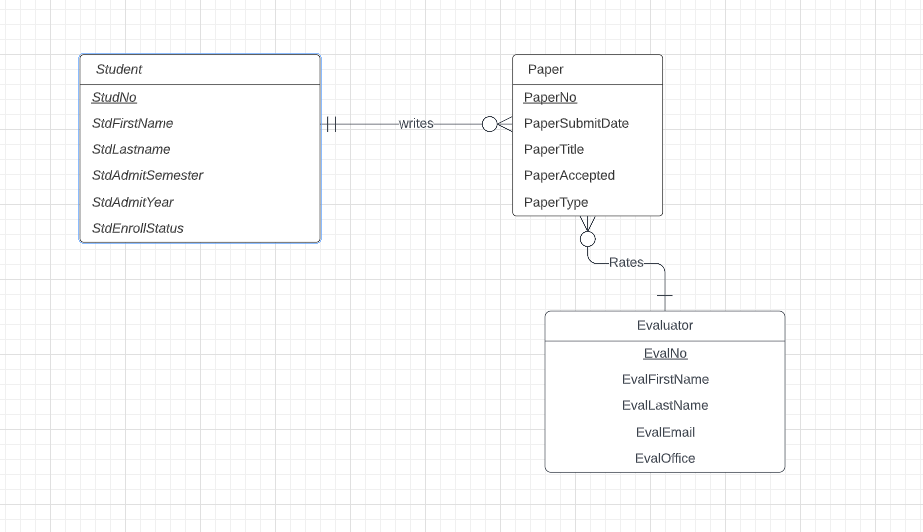 Student
StudNo
StdFirstName
StdLastname
StdAdmitSemester
StdAdmitYear
StdEnrollStatus
writes
Paper
PaperNo
PaperSubmitDate
PaperTitle
PaperAccepted
PaperType
Rates
Evaluator
EvalNo
EvalFirstName
EvalLastName
EvalEmail
EvalOffice